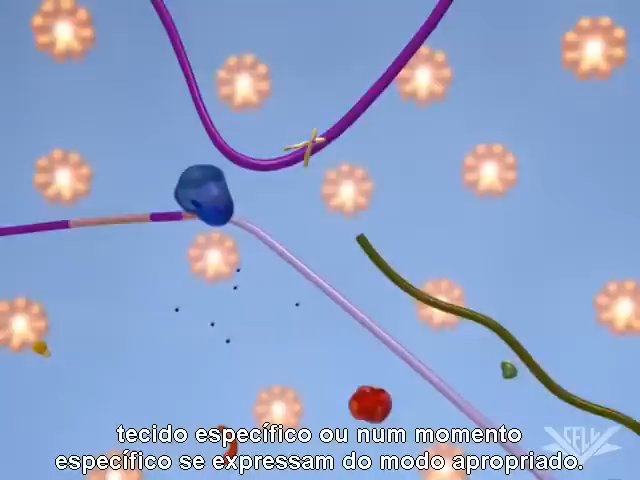 tecido específico ou num momento
específico se expressam do modo apropriado.